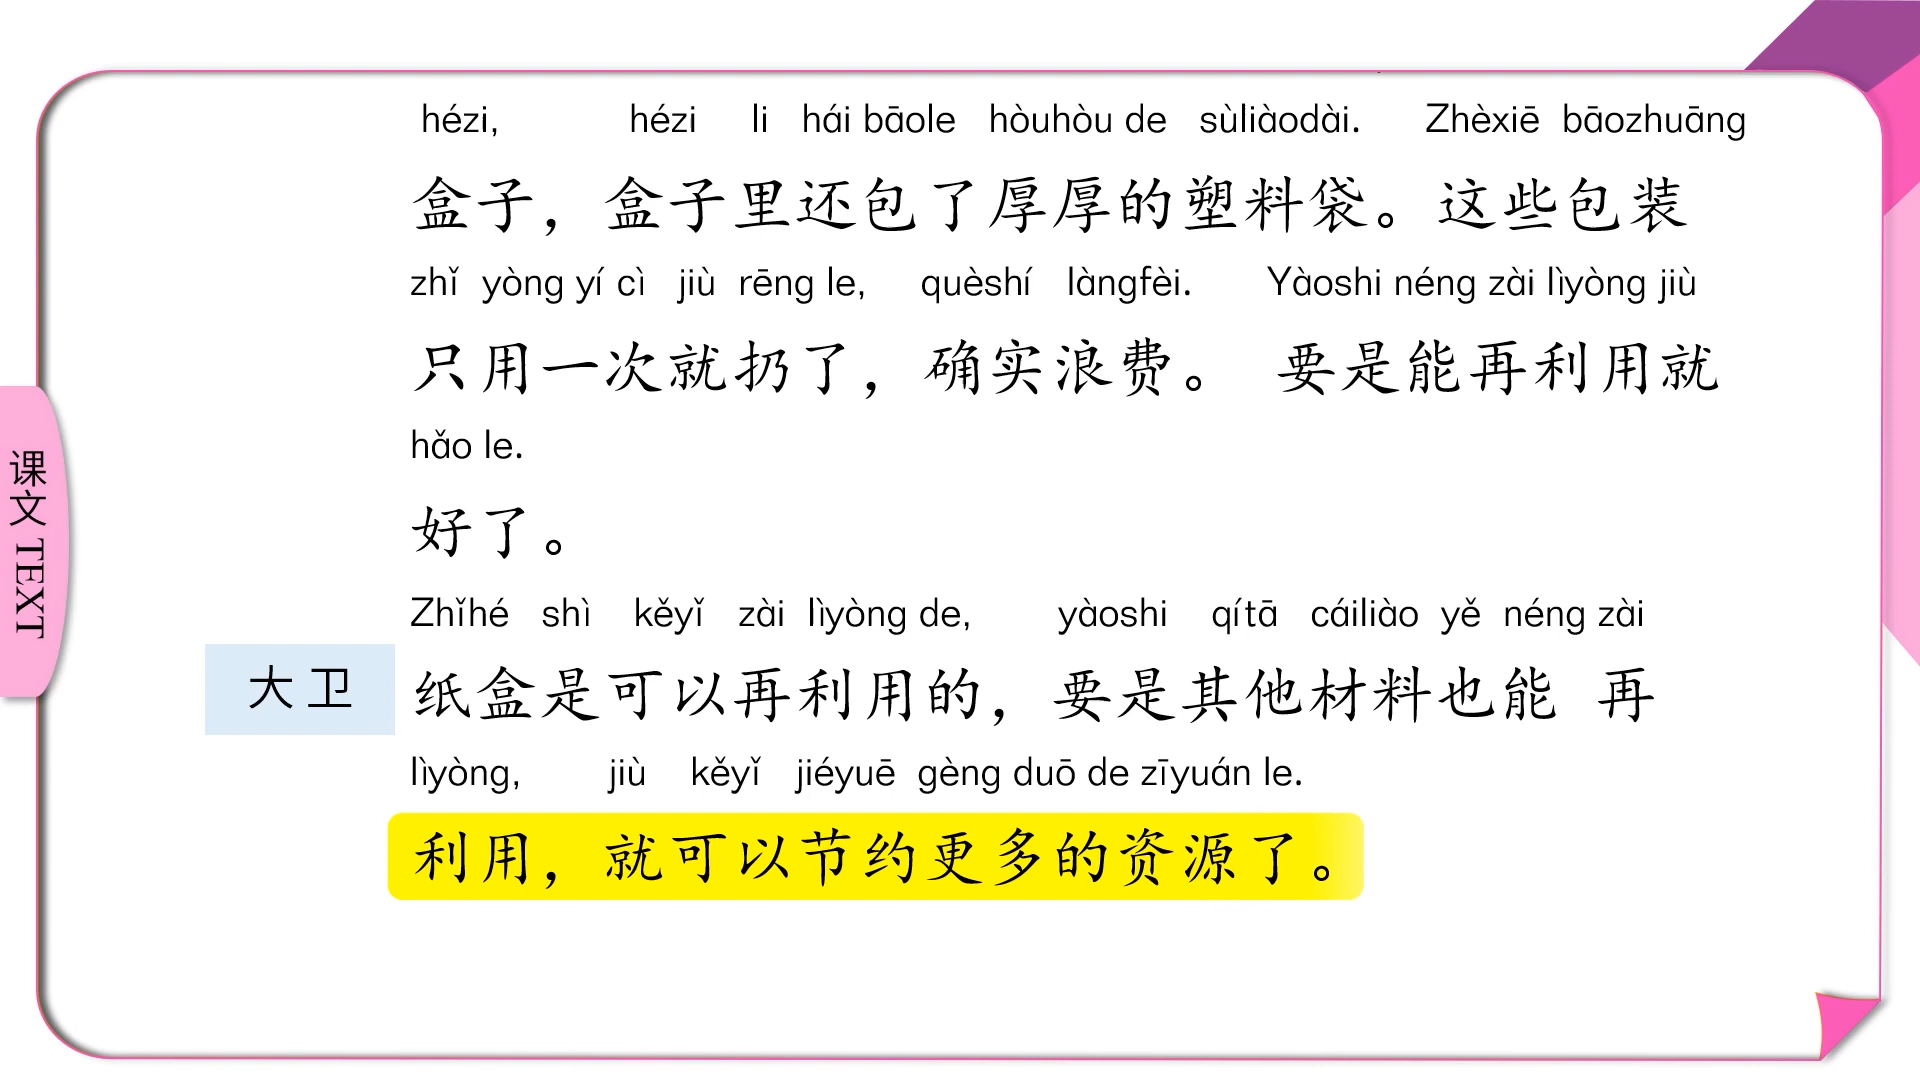 hézi, hézi li hái bāole hòuhòu de sùliàodài. Zhèxiē bāozhuāng
盒子，盒子里还包了厚厚的塑料袋。这些包装
zhǐ yòng yí cì jiù rēng le, quèshí làngfèi. Yàoshi néng zài lìyòng jiù
只用一次就扔了，确实浪费。 要是能再利用就
hǎo le.
好了。
Zhǐhé shì kěyǐ zài lìyòng de, yàoshi qítā cáiliào yě néng zài
大卫 纸盒是可以再利用的，要是其他材料也能 再
lìyòng, jiù kěyǐ jiéyuē gèng duō de zīyuán le.
利用，就可以节约更多的资源了。
课文 TEXT